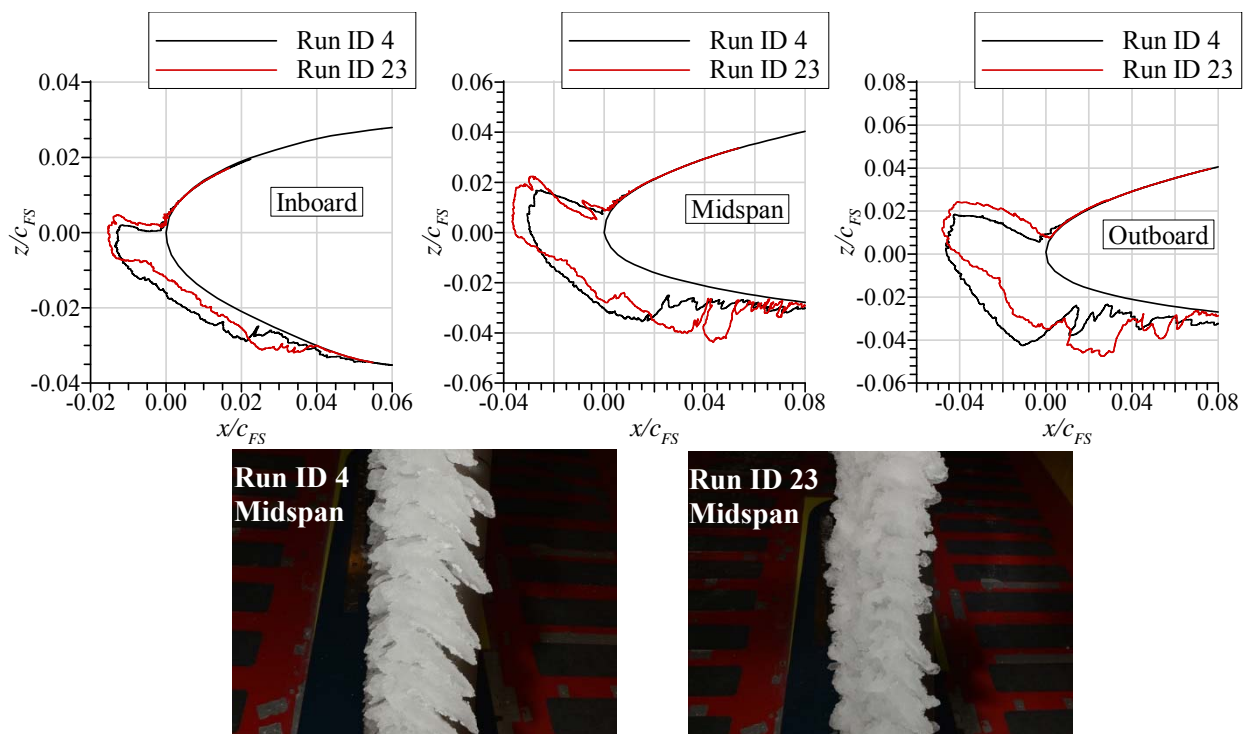 Run ID 4
Run ID 23
Run ID 4
Run ID 23
Run ID 4
Run ID 23
0.04
0.02
0.00
-0.02
-0.04
z/c_FS
Inboard
-0.02 0.00 0.02 0.04 0.06
x/c_FS
0.06
0.04
0.02
0.00
-0.02
-0.04
-0.06
z/c_FS
Midspan
0.00 0.02 0.04 0.06 0.08
x/c_FS
0.08
0.06
0.04
0.02
0.00
-0.02
-0.04
-0.06
z/c_FS
Outboard
-0.04 0.00 0.04 0.08
x/c_FS
Run ID 4
Midspan
Run ID 23
Midspan